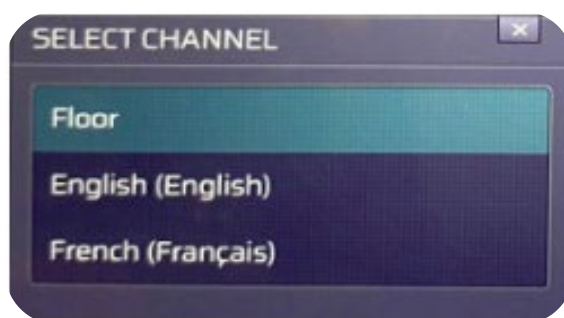 SELECT CHANNEL
Floor
English (English)
French (Français)